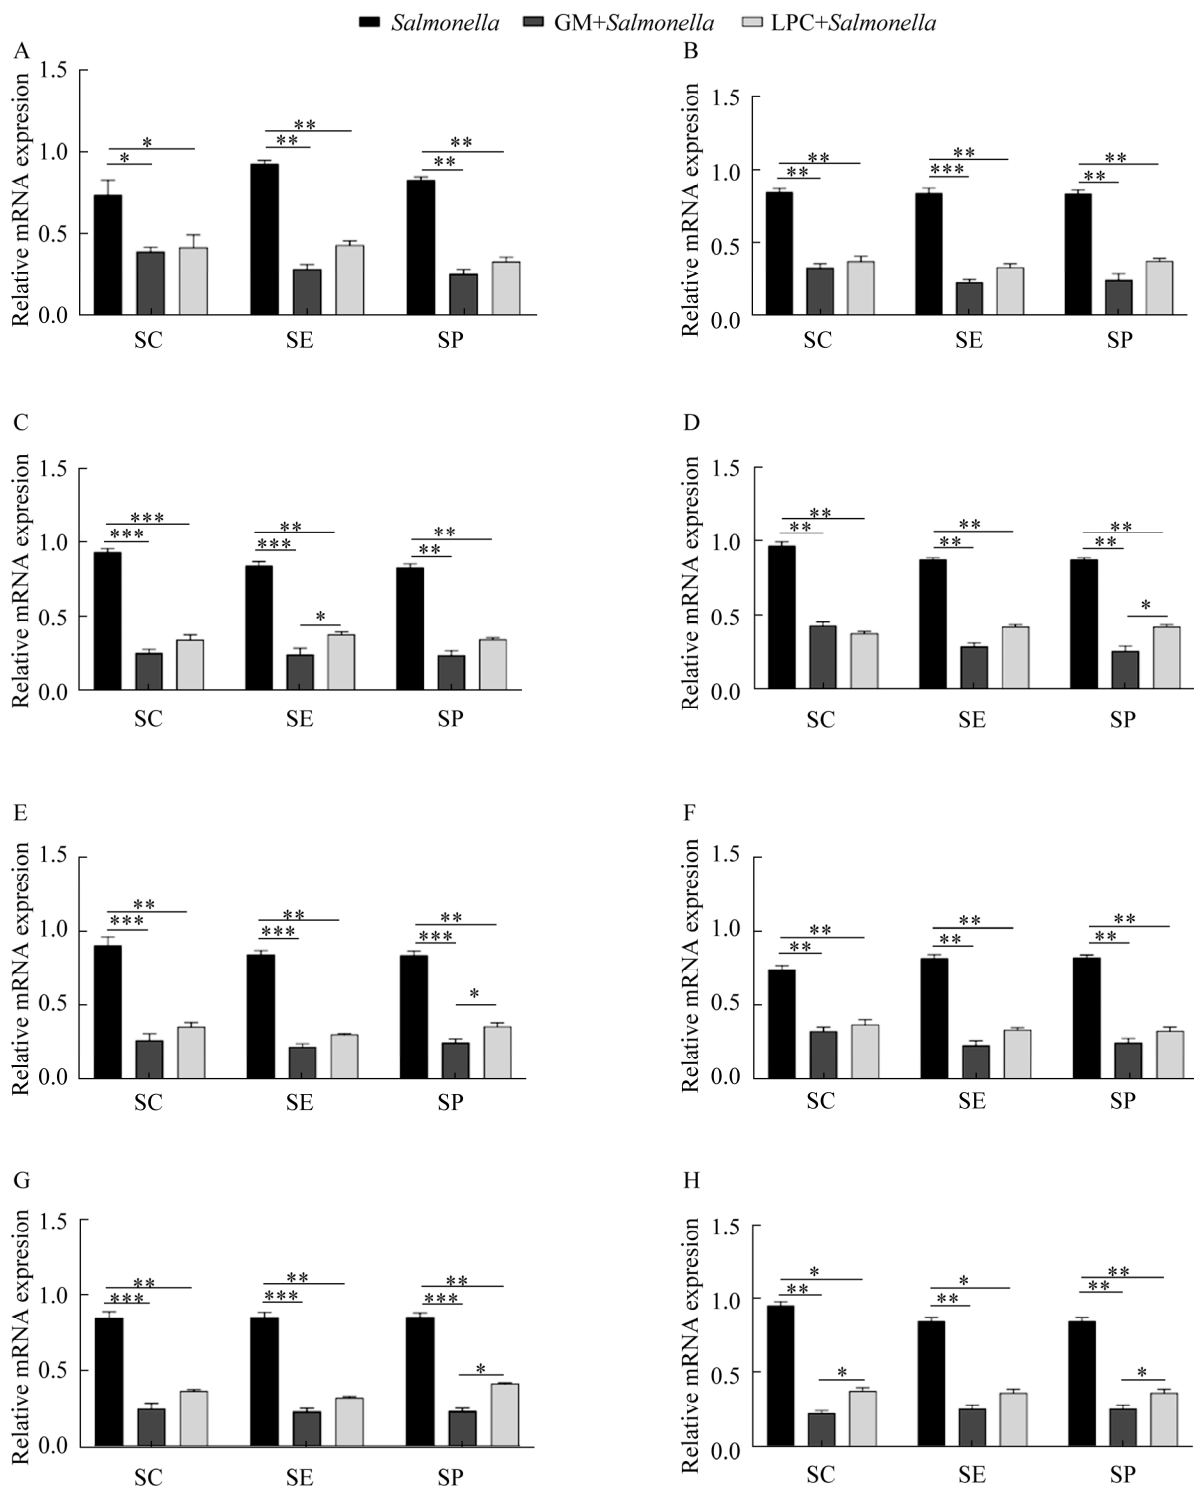 Salmonella GM+Salmonella LPC+Salmonella
A
Relative mRNA expresion
1.5
1.0
0.5
0.0
* * ** ** ** **
SC SE SP
B
Relative mRNA expresion
1.5
1.0
0.5
0.0
** ** *** ** ** **
SC SE SP
C
Relative mRNA expresion
1.5
1.0
0.5
0.0
*** *** *** ** * ** **
SC SE SP
D
Relative mRNA expresion
1.5
1.0
0.5
0.0
** ** ** ** ** ** *
SC SE SP
E
Relative mRNA expresion
1.5
1.0
0.5
0.0
*** ** *** ** *** ** *
SC SE SP
F
Relative mRNA expresion
1.5
1.0
0.5
0.0
** ** ** ** ** **
SC SE SP
G
Relative mRNA expresion
1.5
1.0
0.5
0.0
*** ** *** ** *** ** *
SC SE SP
H
Relative mRNA expresion
1.5
1.0
0.5
0.0
** * * ** * ** ** *
SC SE SP